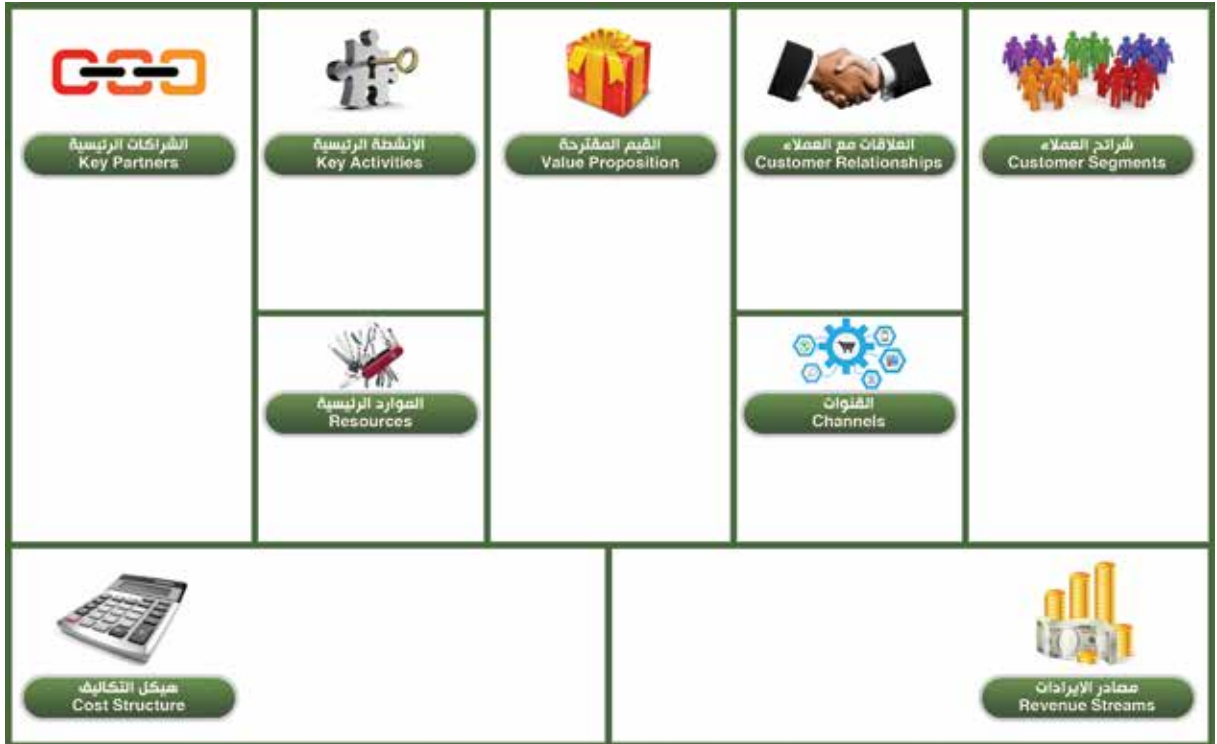 الشراكات الرئيسية
Key Partners
الأنشطة الرئيسية
Key Activities
القيم المقترحة
Value Proposition
العلاقات مع العملاء
Customer Relationships
شرائح العملاء
Customer Segments
الموارد الرئيسية
Resources
القنوات
Channels
هيكل التكاليف
Cost Structure
مصادر الإيرادات
Revenue Streams